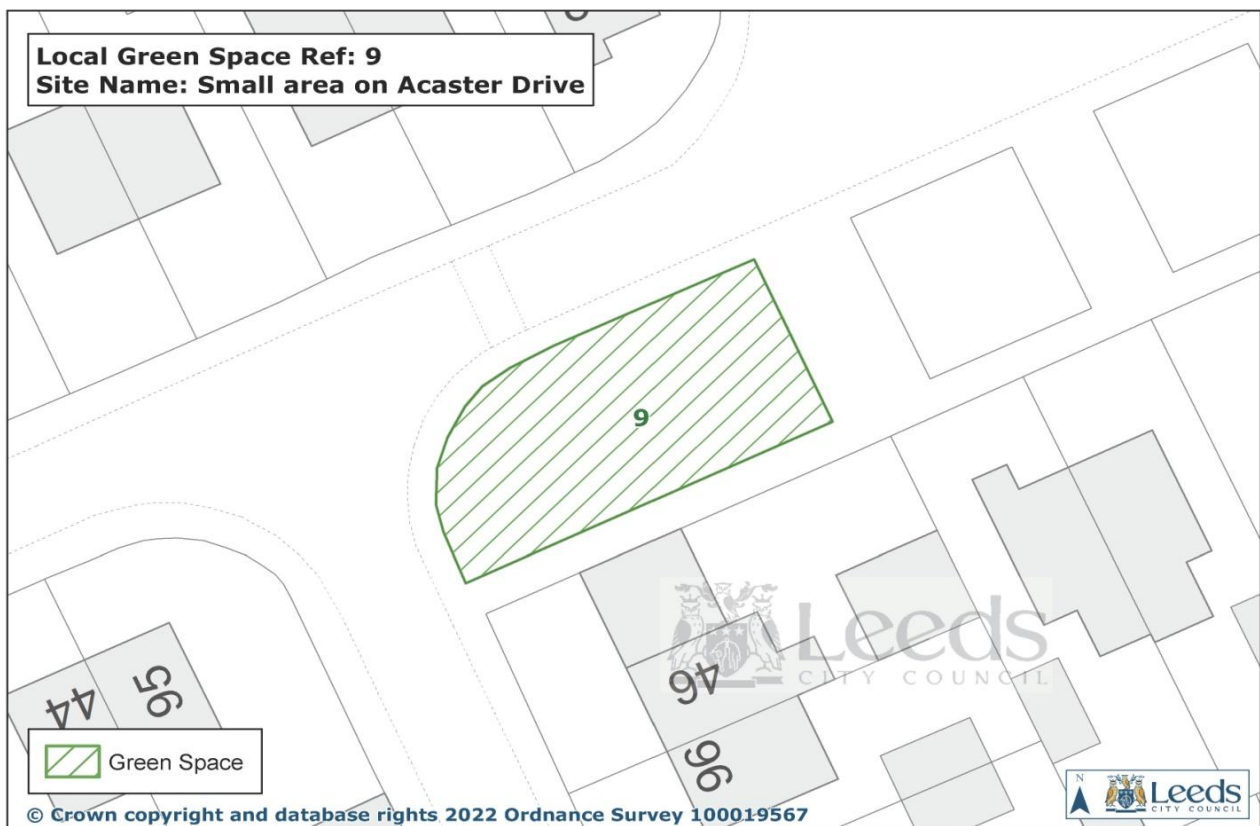 Local Green Space Ref: 9
Site Name: Small area on Acaster Drive
9
Leeds
CITY COUNCIL
46
44
95
96
Green Space
© Crown copyright and database rights 2022 Ordnance Survey 100019567
N
Leeds
CITY COUNCIL